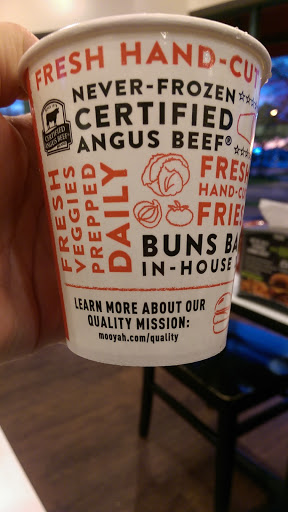 FRESH HAND-CUT
NEVER-FROZEN
CERTIFIED
ANGUS BEEF®
CERTIFIED
ANGUS BEEF
FRESH
VEGGIES
PREPPED
DAILY
FRESH
HAND-CU
FRIE
BUNS BA
IN-HOUSE
LEARN MORE ABOUT OUR
QUALITY MISSION:
mooyah.com/quality